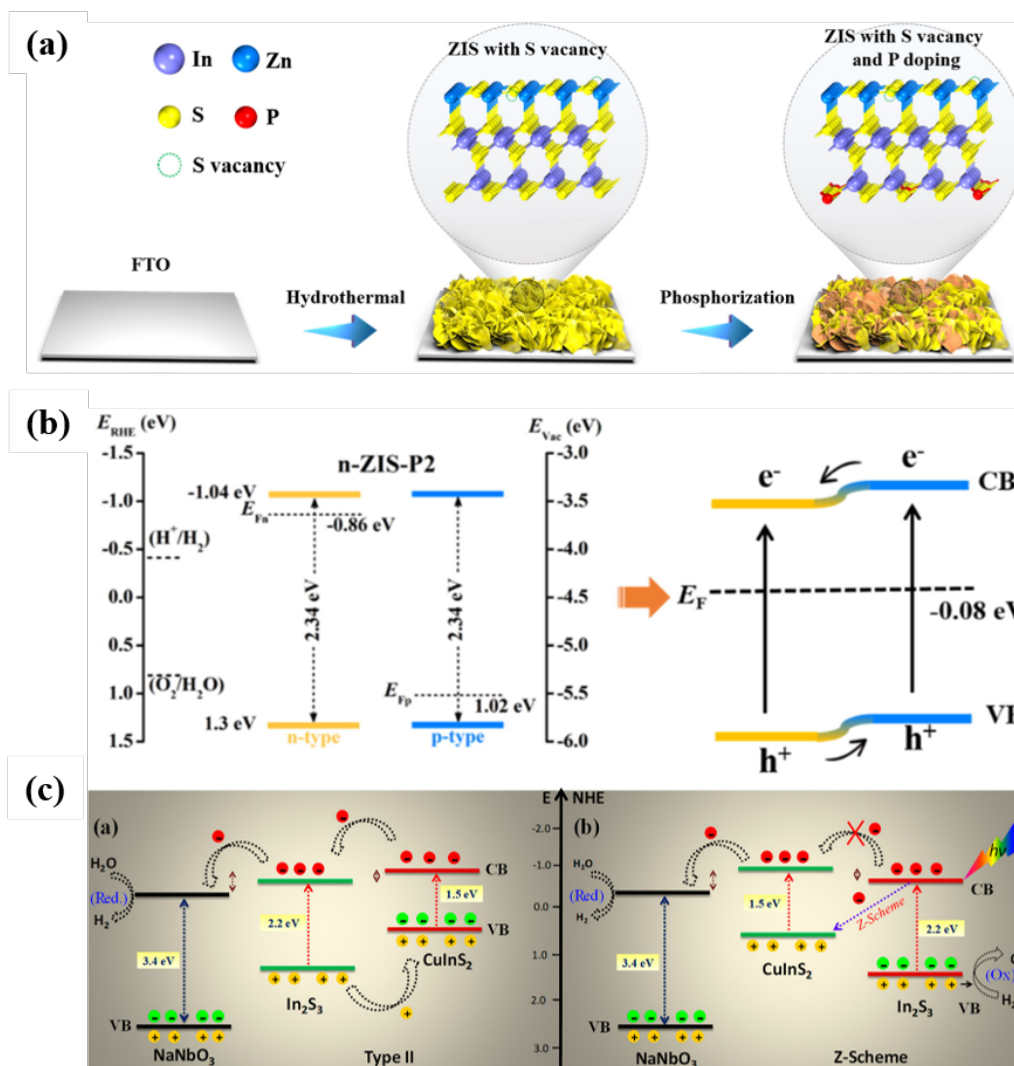 (a)
In Zn
S P
S vacancy
ZIS with S vacancy
ZIS with S vacancy
and P doping
FTO
Hydrothermal
Phosphorization
(b)
E_RHE (eV)
-1.5
-1.0
-0.5
0.0
0.5
1.0
1.5
(H⁺/H₂)
(O₂/H₂O)
n-ZIS-P2
-1.04 eV
E_Fn
-0.86 eV
2.34 eV
2.34 eV
E_Fp
1.02 eV
1.3 eV
n-type
p-type
E_Vac (eV)
-3.0
-3.5
-4.0
-4.5
-5.0
-5.5
-6.0
e⁻
e⁻
CB
E_F
-0.08 eV
VB
h⁺
h⁺
(c)
(a)
H₂O
(Red.)
H₂
3.4 eV
VB
NaNbO₃
2.2 eV
In₂S₃
CB
1.5 eV
VB
CuInS₂
Type II
E NHE
-2.0
-1.0
0.0
1.0
2.0
3.0
(b)
H₂O
(Red)
H₂
3.4 eV
VB
NaNbO₃
1.5 eV
CuInS₂
Z-Scheme
hν
CB
2.2 eV
(Ox)
VB
In₂S₃
Z-Scheme